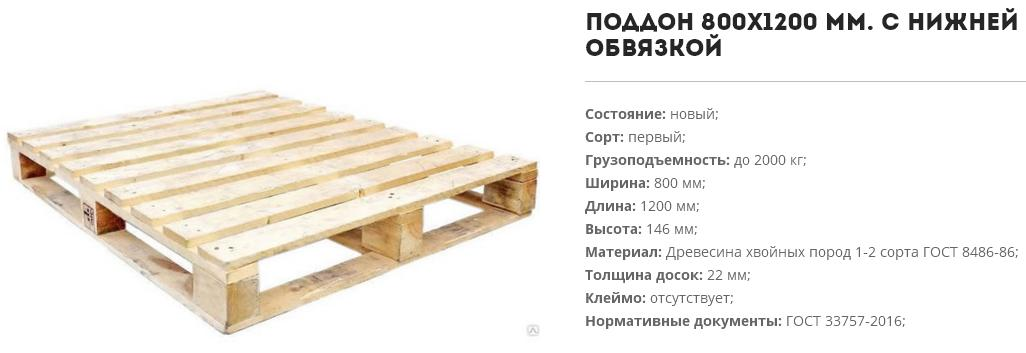 ПОДДОН 800Х1200 ММ. С НИЖНЕЙ
ОБВЯЗКОЙ
Состояние: новый;
Сорт: первый;
Грузоподъемность: до 2000 кг;
Ширина: 800 мм;
Длина: 1200 мм;
Высота: 146 мм;
Материал: Древесина хвойных пород 1-2 сорта ГОСТ 8486-86;
Толщина досок: 22 мм;
Клеймо: отсутствует;
Нормативные документы: ГОСТ 33757-2016;